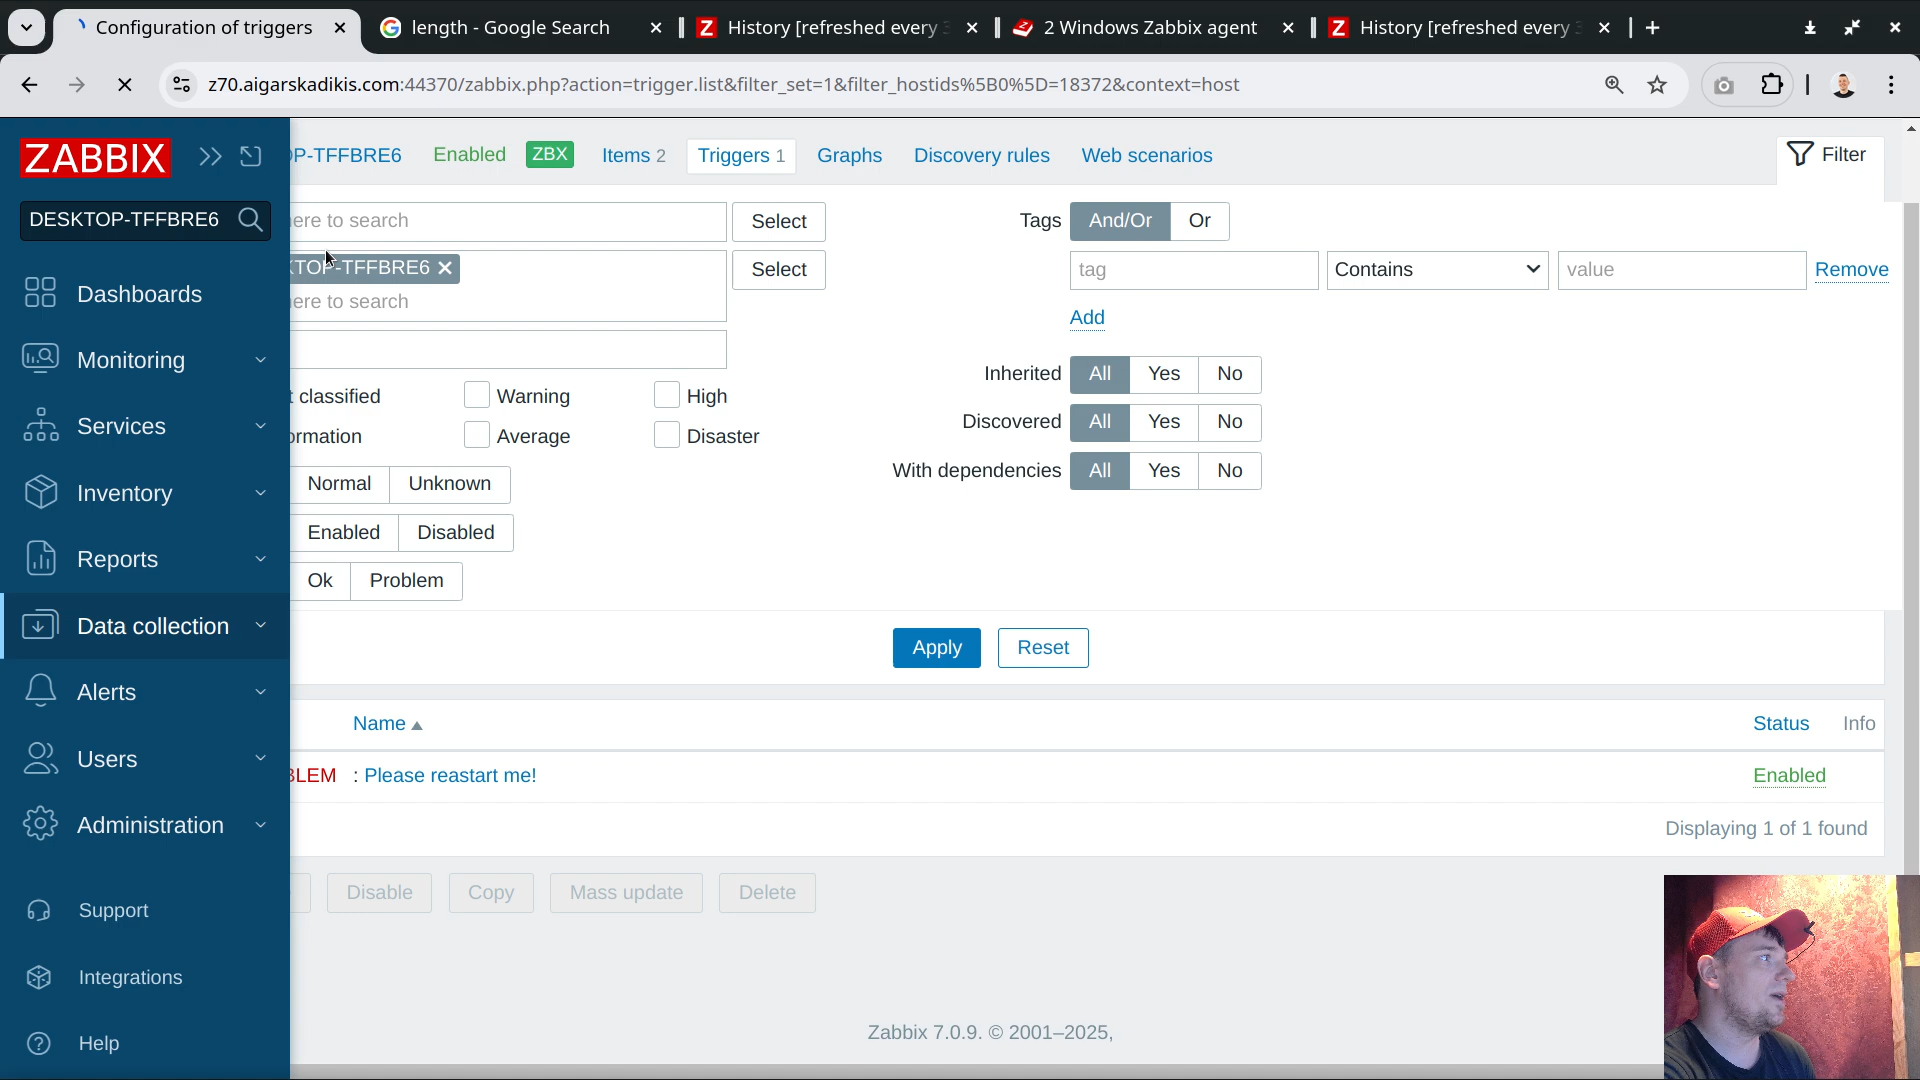 Configuration of triggers
length - Google Search
History [refreshed every
2 Windows Zabbix agent
History [refreshed every
z70.aigarskadikis.com:44370/zabbix.php?action=trigger.list&filter_set=1&filter_hostids%5B0%5D=18372&context=host
ZABBIX
DESKTOP-TFFBRE6
Dashboards
Monitoring
Services
Inventory
Reports
Data collection
Alerts
Users
Administration
Support
Integrations
Help
OP-TFFBRE6 Enabled ZBX Items 2 Triggers 1 Graphs Discovery rules Web scenarios
Filter
here to search Select
KTOP-TFFBRE6 Select
here to search
t classified Warning High
ormation Average Disaster
Normal Unknown
Enabled Disabled
Ok Problem
Tags And/Or Or
tag Contains value Remove
Add
Inherited All Yes No
Discovered All Yes No
With dependencies All Yes No
Apply Reset
Name Status Info
BLEM : Please reastart me! Enabled
Displaying 1 of 1 found
Disable Copy Mass update Delete
Zabbix 7.0.9. © 2001–2025,